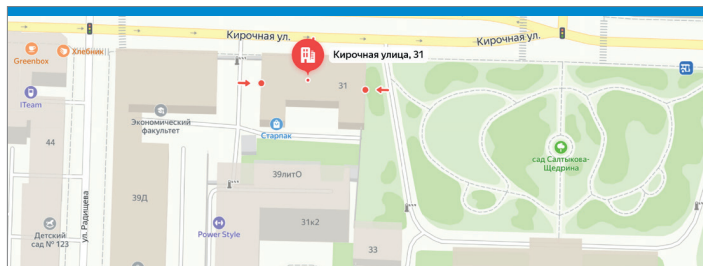 Кирочная ул.
Кирочная ул.
Кирочная улица, 31
Greenbox
Хлебник
ITeam
31
Экономический
факультет
Старпак
44
сад Салтыкова-
Щедрина
39литО
39Д
ул. Радищева
31к2
Power Style
Детский
сад № 123
33